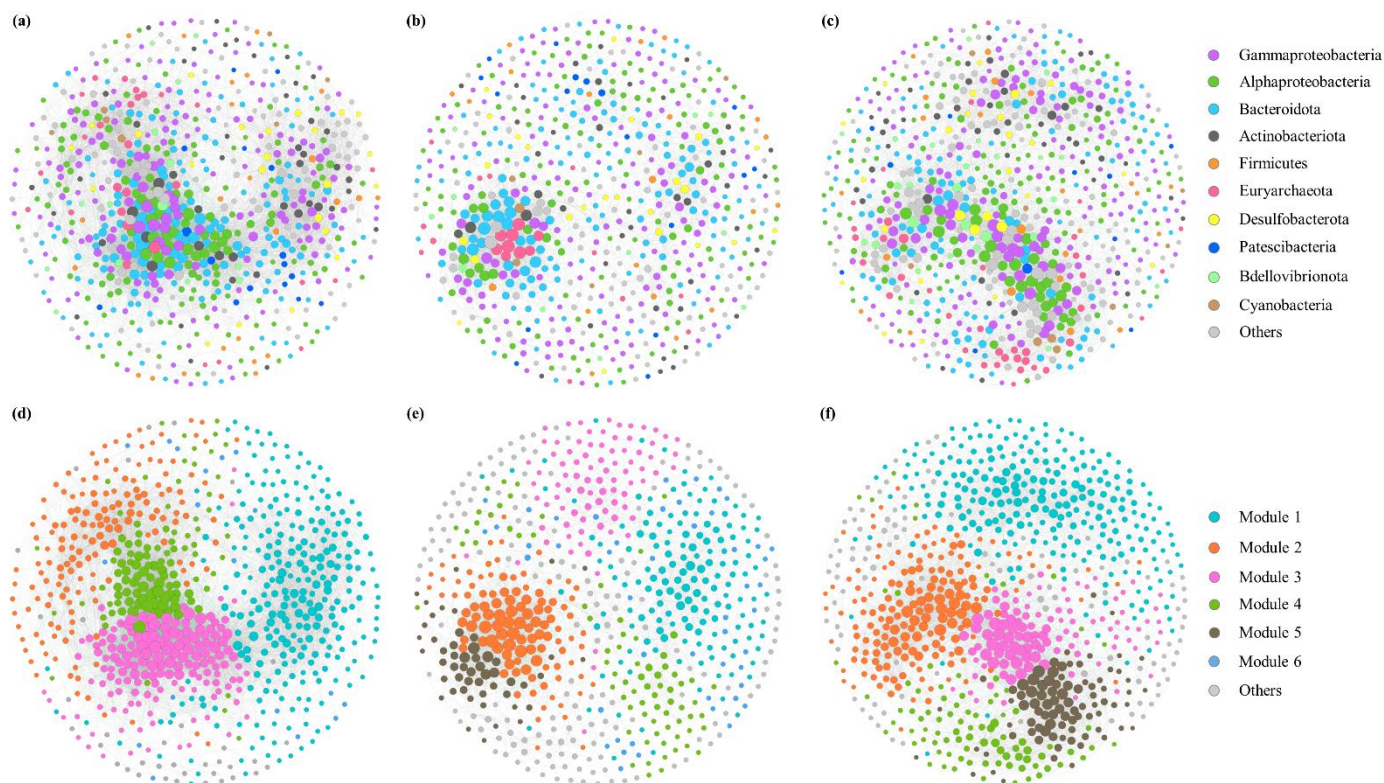 (a)
(b)
(c)
Gammaproteobacteria
Alphaproteobacteria
Bacteroidota
Actinobacteriota
Firmicutes
Euryarchaeota
Desulfobacterota
Patescibacteria
Bdellovibrionota
Cyanobacteria
Others
(d)
(e)
(f)
Module 1
Module 2
Module 3
Module 4
Module 5
Module 6
Others